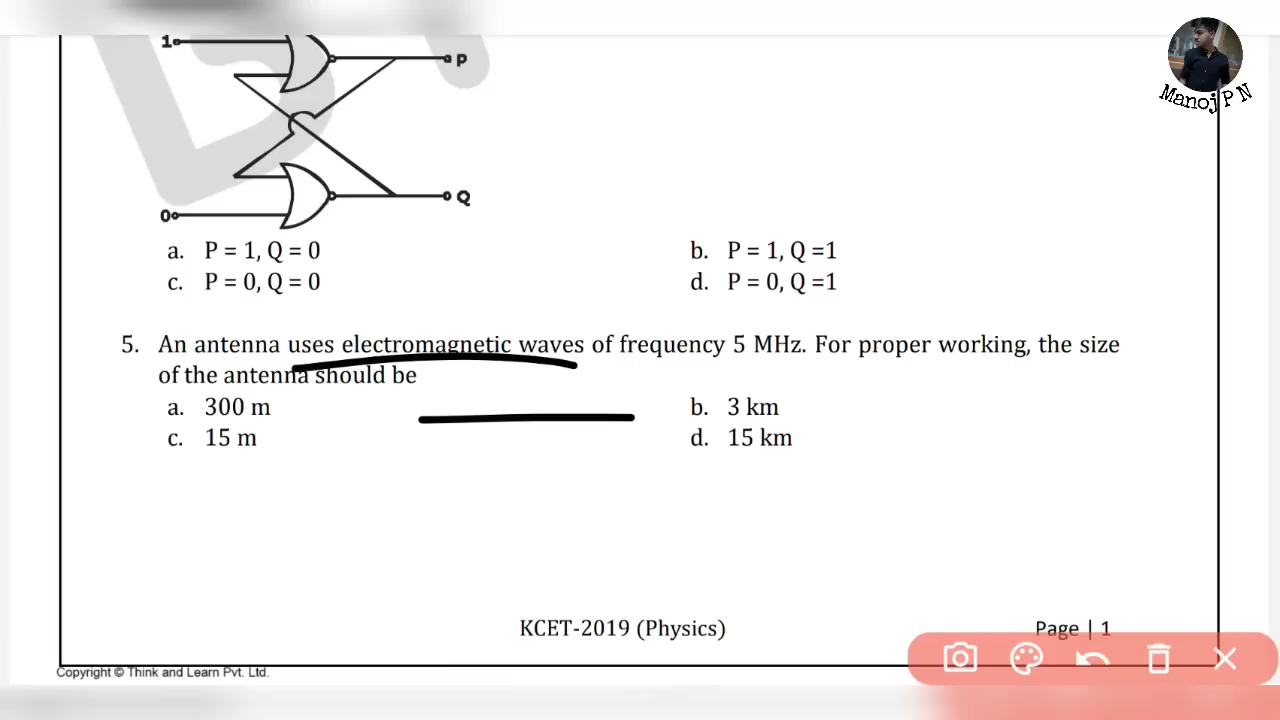 Manoj P N
1
P
0
Q
a. P = 1, Q = 0
b. P = 1, Q =1
c. P = 0, Q = 0
d. P = 0, Q =1
5. An antenna uses electromagnetic waves of frequency 5 MHz. For proper working, the size
of the antenna should be
a. 300 m
b. 3 km
c. 15 m
d. 15 km
KCET-2019 (Physics)
Page | 1
Copyright © Think and Learn Pvt. Ltd.